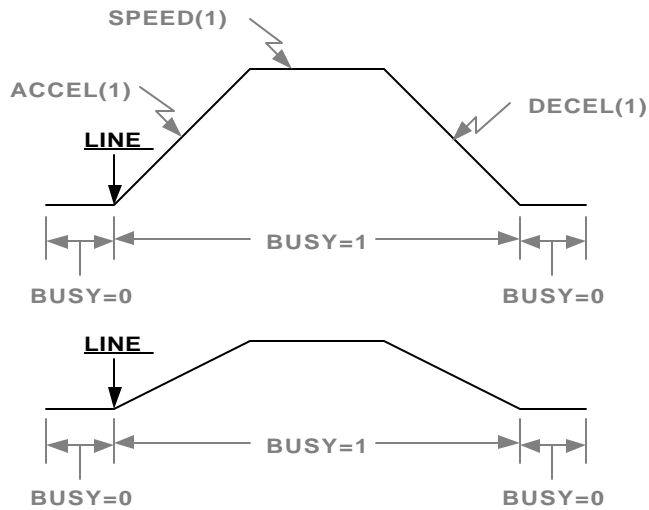 SPEED(1)
ACCEL(1)
DECEL(1)
LINE
BUSY=1
BUSY=0
BUSY=0
LINE
BUSY=1
BUSY=0
BUSY=0